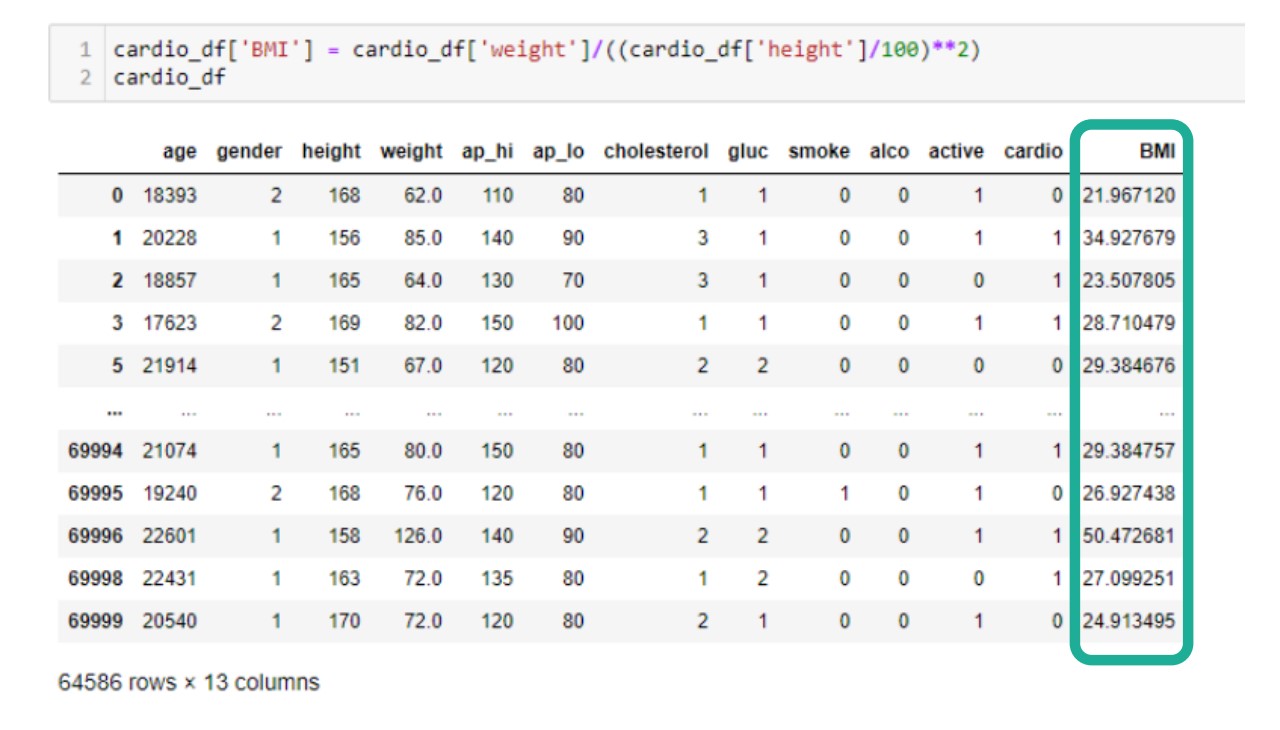 1 cardio_df['BMI'] = cardio_df['weight']/((cardio_df['height']/100)**2)
2 cardio_df
age gender height weight ap_hi ap_lo cholesterol gluc smoke alco active cardio BMI
0 18393 2 168 62.0 110 80 1 1 0 0 1 0 21.967120
1 20228 1 156 85.0 140 90 3 1 0 0 1 1 34.927679
2 18857 1 165 64.0 130 70 3 1 0 0 0 1 23.507805
3 17623 2 169 82.0 150 100 1 1 0 0 1 1 28.710479
5 21914 1 151 67.0 120 80 2 2 0 0 0 0 29.384676
... ... ... ... ... ... ... ... ... ... ... ... ... ...
69994 21074 1 165 80.0 150 80 1 1 0 0 1 1 29.384757
69995 19240 2 168 76.0 120 80 1 1 1 0 1 0 26.927438
69996 22601 1 158 126.0 140 90 2 2 0 0 1 1 50.472681
69998 22431 1 163 72.0 135 80 1 2 0 0 0 1 27.099251
69999 20540 1 170 72.0 120 80 2 1 0 0 1 0 24.913495
64586 rows × 13 columns